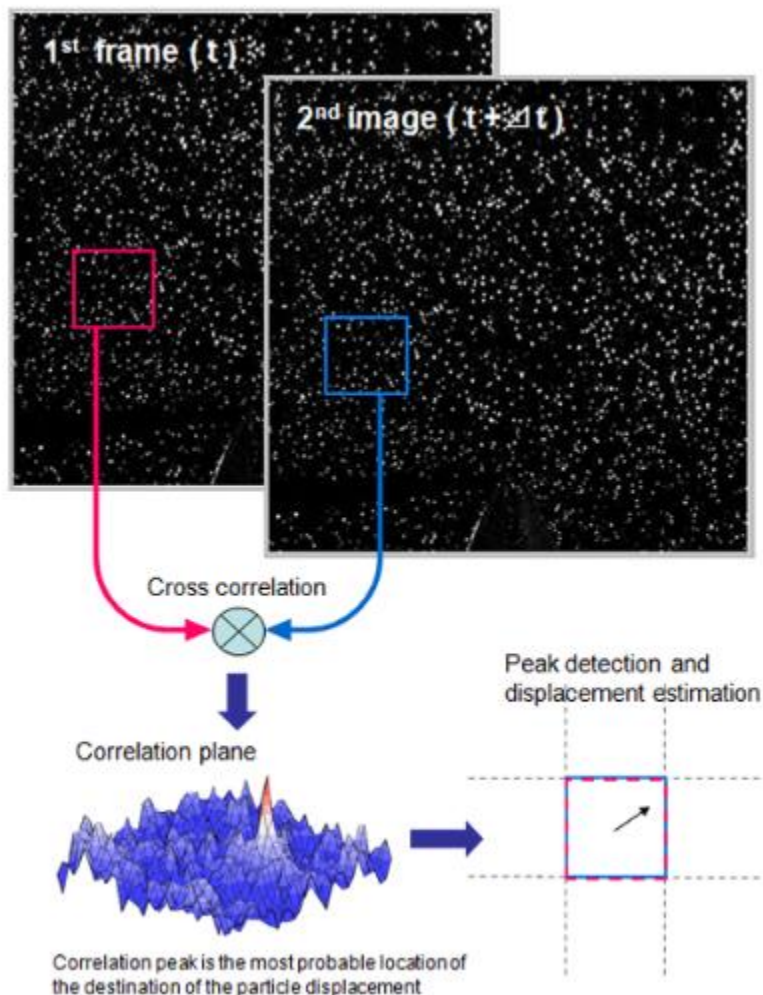 1st frame ( t )
2nd image ( t + ⊿t )
Cross correlation
Peak detection and
displacement estimation
Correlation plane
Correlation peak is the most probable location of
the destination of the particle displacement